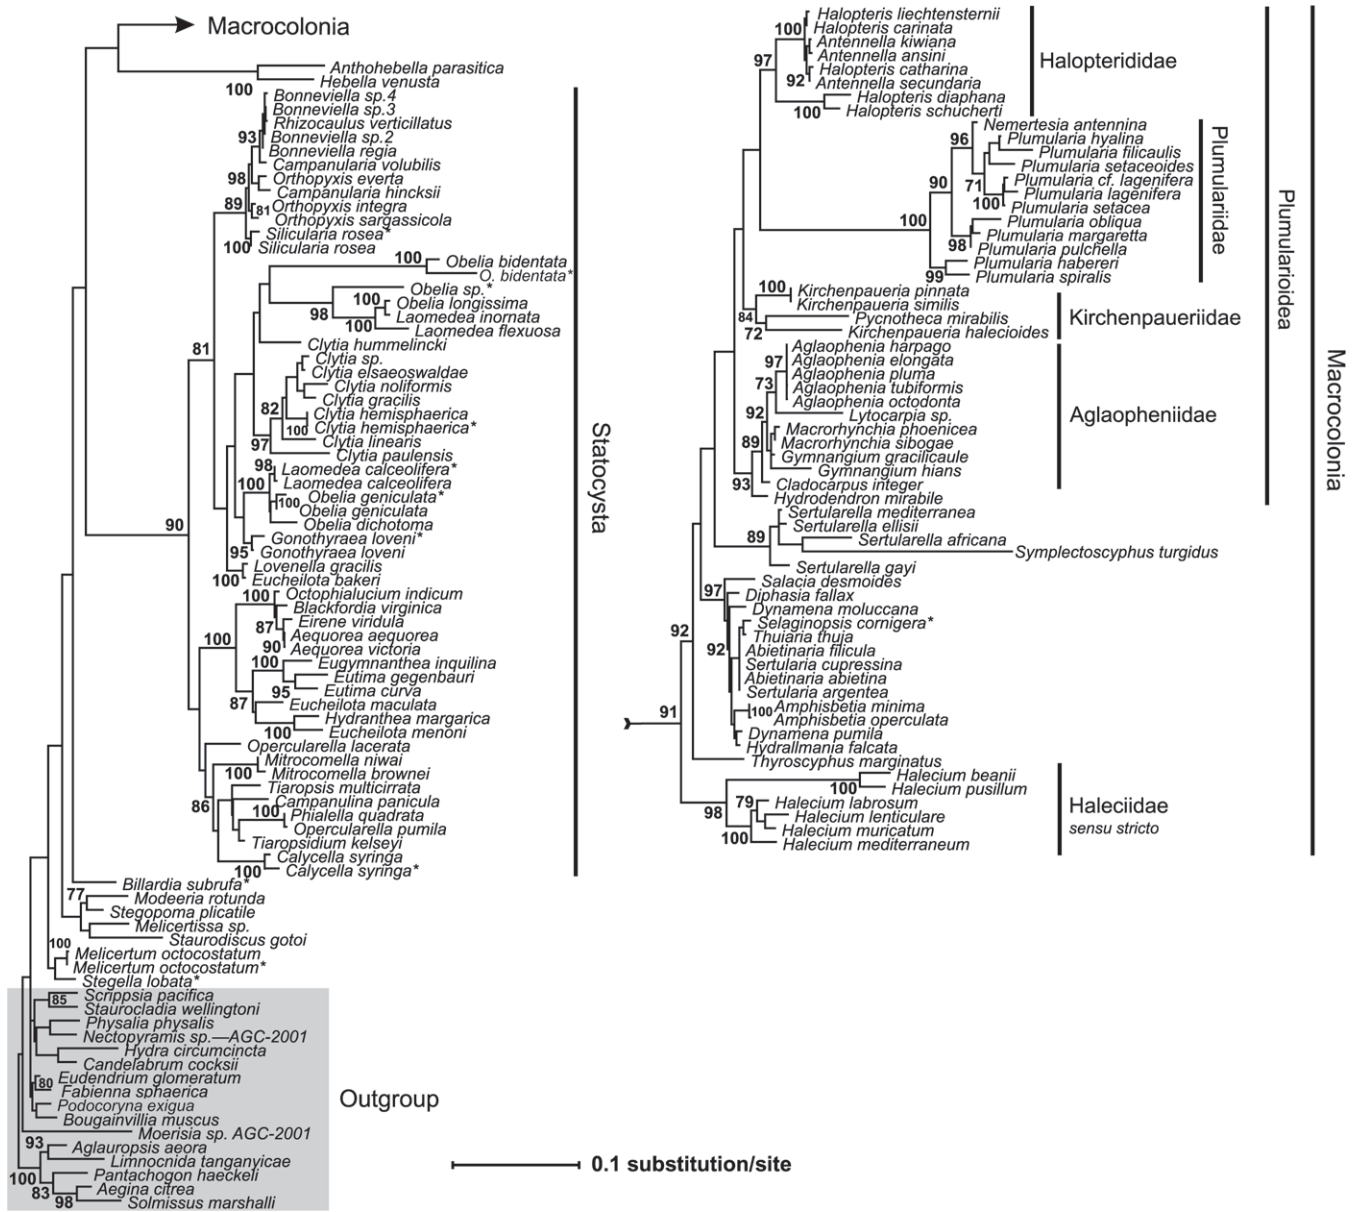 Macrocolonia
Anthohebella parasitica
Hebella venusta
100
Bonneviella sp.4
Bonneviella sp.3
Rhizocaulus verticillatus
93
Bonneviella sp.2
Bonneviella regia
Campanularia volubilis
98
Orthopyxis everta
Campanularia hincksii
89
81
Orthopyxis integra
Orthopyxis sargassicola
Silicularia rosea*
100
Silicularia rosea
100
Obelia bidentata
O. bidentata*
Obelia sp.*
98
100
Obelia longissima
100
Laomedea inornata
Laomedea flexuosa
81
Clytia hummelincki
Clytia sp.
Clytia elsaeoswaldae
Clytia noliformis
82
Clytia gracilis
Clytia hemisphaerica
100
Clytia hemisphaerica*
97
Clytia linearis
Clytia paulensis
98
Laomedea calceolifera*
100
Laomedea calceolifera
Obelia geniculata*
100
Obelia geniculata
Obelia dichotoma
90
Gonothyraea loveni*
95
Gonothyraea loveni
Lovenella gracilis
100
Eucheilota bakeri
100
Octophialucium indicum
Blackfordia virginica
87
Eirene viridula
Aequorea aequorea
100
90
Aequorea victoria
100
Eugymnanthea inquilina
Eutima gegenbauri
95
Eutima curva
87
Eucheilota maculata
Hydranthea margarica
100
Eucheilota menoni
Opercularella lacerata
Mitrocomella niwai
100
Mitrocomella brownei
Tiaropsis multicirrata
86
Campanulina panicula
100
Phialella quadrata
Opercularella pumila
Tiaropsidium kelseyi
Calycella syringa
100
Calycella syringa*
Statocysta
Billardia subrufa*
77
Modeeria rotunda
Stegopoma plicatile
Melicertissa sp.
Staurodiscus gotoi
100
Melicertum octocostatum
Melicertum octocostatum*
Stegella lobata*
85
Scrippsia pacifica
Staurocladia wellingtoni
Physalia physalis
Nectopyramis sp.—AGC-2001
Hydra circumcincta
Candelabrum cocksii
80
Eudendrium glomeratum
Fabienna sphaerica
Podocoryna exigua
Bougainvillia muscus
Moerisia sp. AGC-2001
93
Aglauropsis aeora
Limnocnida tanganyicae
100
Pantachogon haeckeli
83
Aegina citrea
98
Solmissus marshalli
Outgroup
0.1 substitution/site
Halopteris liechtensternii
100
Halopteris carinata
Antennella kiwiana
Antennella ansini
97
Halopteris catharina
92
Antennella secundaria
Halopteris diaphana
100
Halopteris schucherti
Halopterididae
Nemertesia antennina
96
Plumularia hyalina
Plumularia filicaulis
Plumularia setaceoides
90
71
Plumularia cf. lagenifera
Plumularia lagenifera
100
Plumularia setacea
100
Plumularia obliqua
Plumularia margaretta
98
Plumularia pulchella
Plumularia habereri
99
Plumularia spiralis
Plumulariidae
100
Kirchenpaueria pinnata
Kirchenpaueria similis
84
Pycnotheca mirabilis
72
Kirchenpaueria halecioides
Kirchenpaueriidae
Aglaophenia harpago
97
Aglaophenia elongata
Aglaophenia pluma
73
Aglaophenia tubiformis
Aglaophenia octodonta
92
Lytocarpia sp.
Macrorhynchia phoenicea
89
Macrorhynchia sibogae
Gymnangium gracilicaule
Gymnangium hians
93
Cladocarpus integer
Hydrodendron mirabile
Aglaopheniidae
Plumularioidea
Sertularella mediterranea
Sertularella ellisii
89
Sertularella africana
Symplectoscyphus turgidus
Sertularella gayi
97
Salacia desmoides
Diphasia fallax
Dynamena moluccana
Selaginopsis cornigera*
92
Thuiaria thuja
92
Abietinaria filicula
Sertularia cupressina
Abietinaria abietina
Sertularia argentea
100
Amphisbetia minima
91
Amphisbetia operculata
Dynamena pumila
Hydrallmania falcata
Thyroscyphus marginatus
Halecium beanii
100
Halecium pusillum
98
79
Halecium labrosum
Halecium lenticulare
Halecium muricatum
100
Halecium mediterraneum
Haleciidae
sensu stricto
Macrocolonia